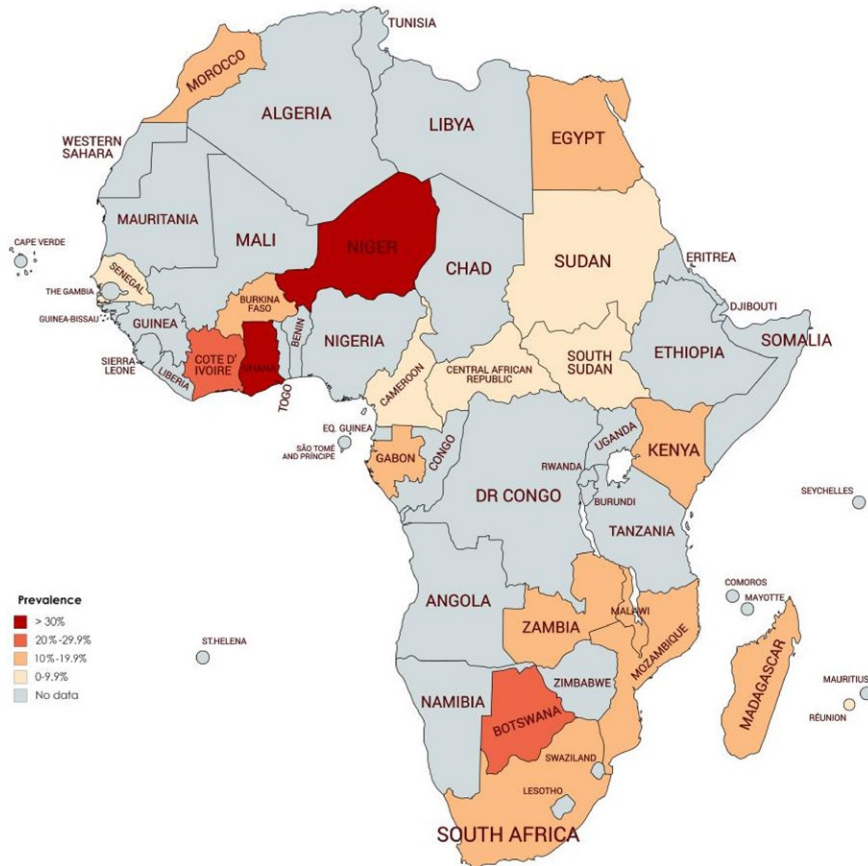 TUNISIA
MOROCCO
ALGERIA
LIBYA
EGYPT
WESTERN
SAHARA
MAURITANIA
MALI
NIGER
CHAD
SUDAN
ERITREA
CAPE VERDE
SENEGAL
THE GAMBIA
GUINEA-BISSAU
GUINEA
BURKINA
FASO
BENIN
NIGERIA
DJIBOUTI
SOMALIA
ETHIOPIA
SIERRA
LEONE
LIBERIA
COTE D'
IVOIRE
GHANA
TOGO
CAMEROON
CENTRAL AFRICAN
REPUBLIC
SOUTH
SUDAN
EQ. GUINEA
SÃO TOMÉ
AND PRÍNCIPE
GABON
CONGO
UGANDA
KENYA
RWANDA
DR CONGO
BURUNDI
TANZANIA
SEYCHELLES
COMOROS
MAYOTTE
ANGOLA
ZAMBIA
MALAWI
MOZAMBIQUE
MADAGASCAR
MAURITIUS
RÉUNION
ST.HELENA
NAMIBIA
ZIMBABWE
BOTSWANA
SWAZILAND
LESOTHO
SOUTH AFRICA
Prevalence
> 30%
20%-29.9%
10%-19.9%
0-9.9%
No data